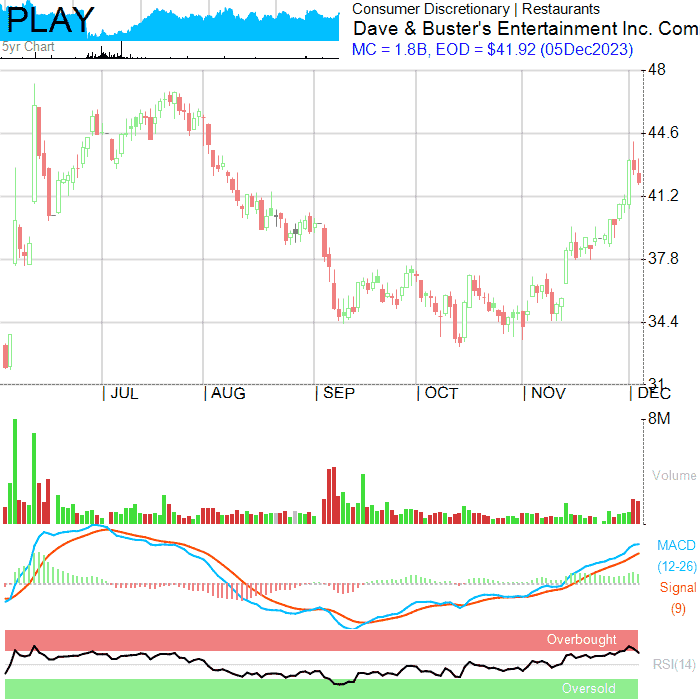 PLAY
5yr Chart
Consumer Discretionary | Restaurants
Dave & Buster's Entertainment Inc. Com
MC = 1.8B, EOD = $41.92 (05Dec2023)
48
44.6
41.2
37.8
34.4
31
| JUL | AUG | SEP | OCT | NOV | DEC
8M
Volume
MACD
(12-26)
Signal
(9)
Overbought
RSI(14)
Oversold